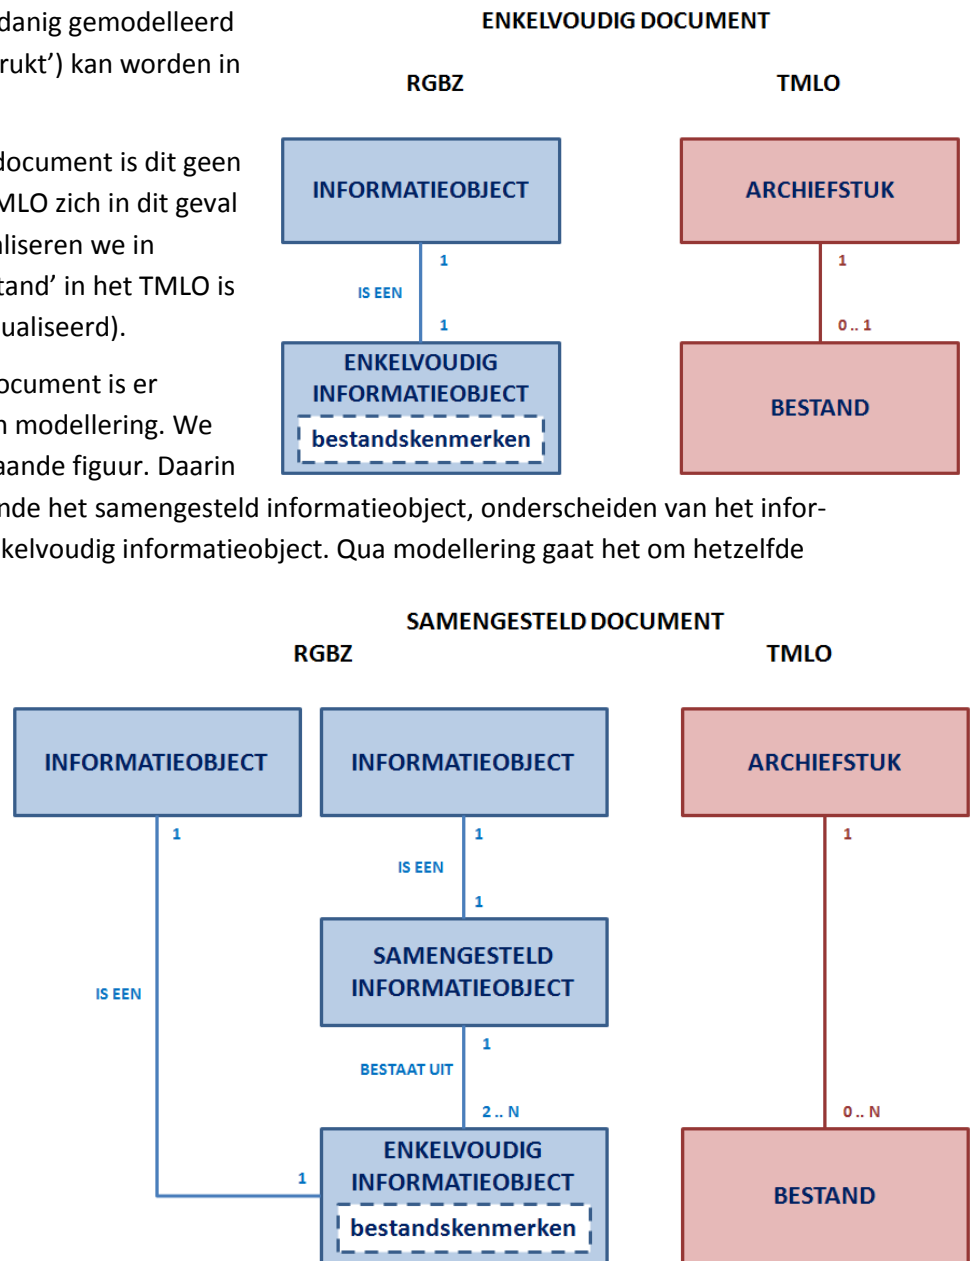 danig gemodelleerd
rukt’) kan worden in
document is dit geen
MLO zich in dit geval
aliseren we in
tand’ in het TMLO is
ualiseerd).
ocument is er
n modellering. We
aande figuur. Daarin
nde het samengesteld informatieobject, onderscheiden van het infor-
kelvoudig informatieobject. Qua modellering gaat het om hetzelfde
ENKELVOUDIG DOCUMENT
RGBZ
TMLO
INFORMATIEOBJECT
ARCHIEFSTUK
1
1
IS EEN
1
0 .. 1
ENKELVOUDIG
INFORMATIEOBJECT
bestandskenmerken
BESTAND
SAMENGESTELD DOCUMENT
RGBZ
TMLO
INFORMATIEOBJECT
INFORMATIEOBJECT
ARCHIEFSTUK
1
1
1
IS EEN
1
SAMENGESTELD
INFORMATIEOBJECT
IS EEN
1
BESTAAT UIT
2 .. N
0 .. N
ENKELVOUDIG
INFORMATIEOBJECT
1
bestandskenmerken
BESTAND